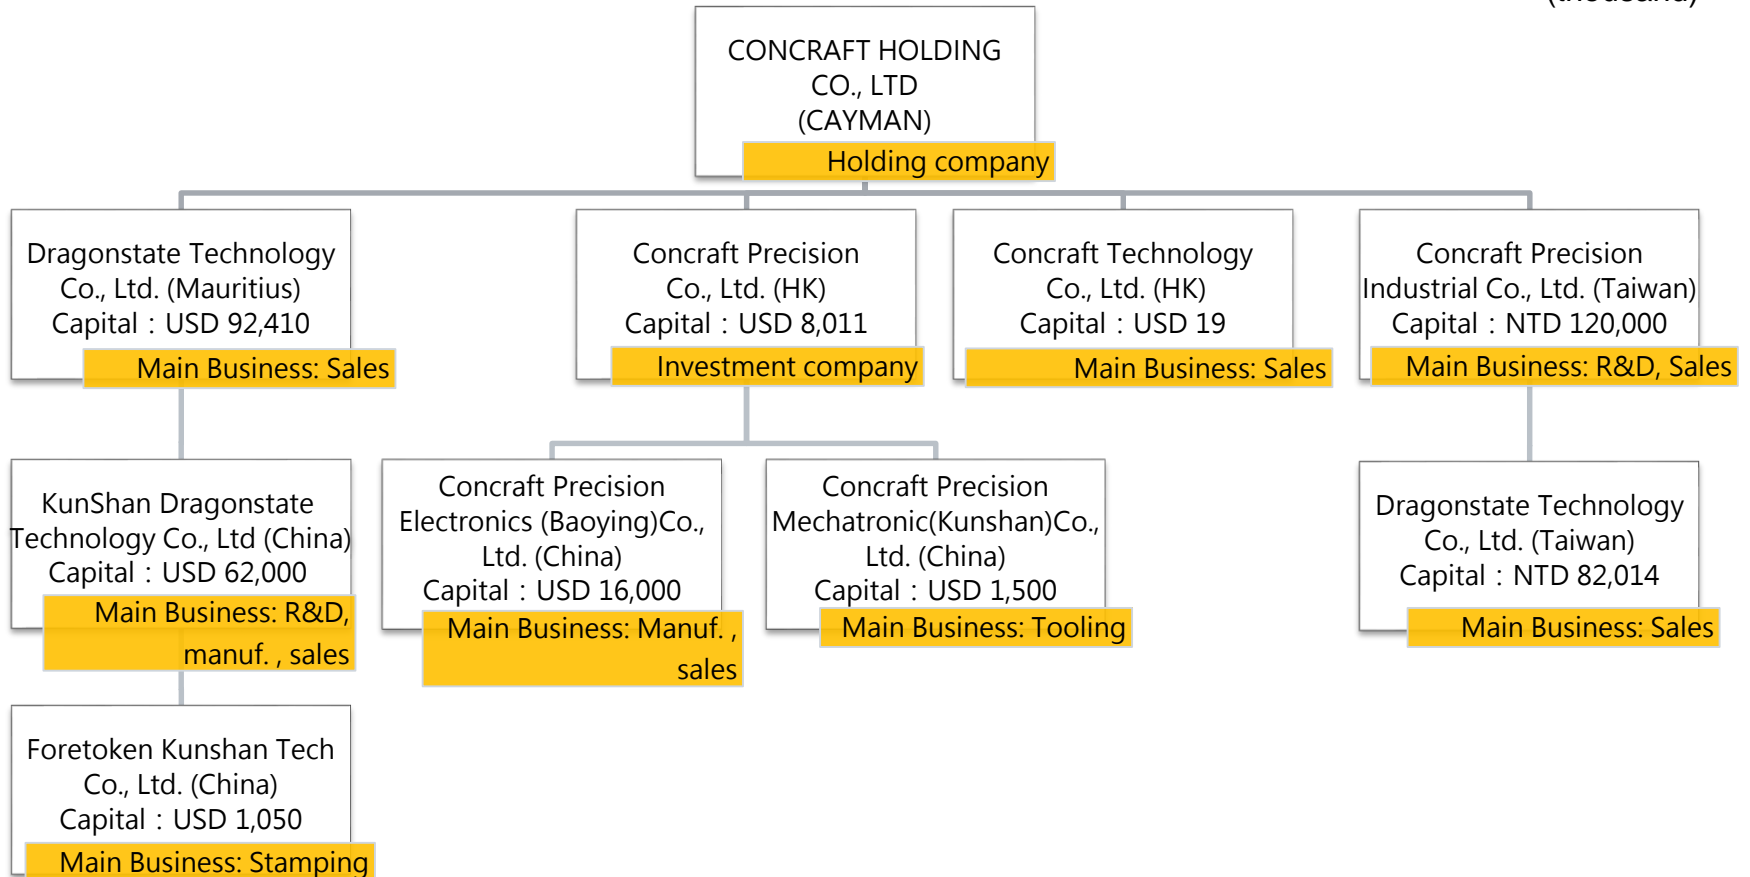 (thousand)
CONCRAFT HOLDING
CO., LTD
(CAYMAN)
Holding company
Dragonstate Technology
Co., Ltd. (Mauritius)
Capital：USD 92,410
Main Business: Sales
Concraft Precision
Co., Ltd. (HK)
Capital：USD 8,011
Investment company
Concraft Technology
Co., Ltd. (HK)
Capital：USD 19
Main Business: Sales
Concraft Precision
Industrial Co., Ltd. (Taiwan)
Capital：NTD 120,000
Main Business: R&D, Sales
KunShan Dragonstate
Technology Co., Ltd (China)
Capital：USD 62,000
Main Business: R&D,
manuf. , sales
Concraft Precision
Electronics (Baoying)Co.,
Ltd. (China)
Capital：USD 16,000
Main Business: Manuf. ,
sales
Concraft Precision
Mechatronic(Kunshan)Co.,
Ltd. (China)
Capital：USD 1,500
Main Business: Tooling
Dragonstate Technology
Co., Ltd. (Taiwan)
Capital：NTD 82,014
Main Business: Sales
Foretoken Kunshan Tech
Co., Ltd. (China)
Capital：USD 1,050
Main Business: Stamping